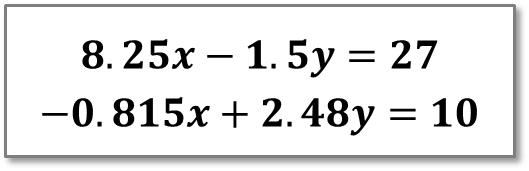 8.25x − 1.5y = 27
−0.815x + 2.48y = 10